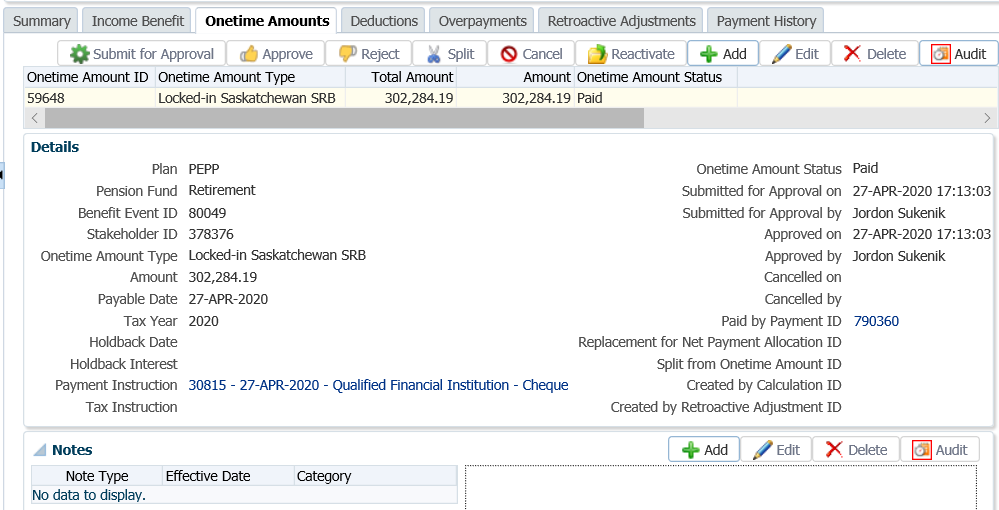 Summary Income Benefit Onetime Amounts Deductions Overpayments Retroactive Adjustments Payment History
Submit for Approval Approve Reject Split Cancel Reactivate Add Edit Delete Audit
Onetime Amount ID Onetime Amount Type Total Amount Amount Onetime Amount Status
59648 Locked-in Saskatchewan SRB 302,284.19 302,284.19 Paid
Details
Plan PEPP
Pension Fund Retirement
Benefit Event ID 80049
Stakeholder ID 378376
Onetime Amount Type Locked-in Saskatchewan SRB
Amount 302,284.19
Payable Date 27-APR-2020
Tax Year 2020
Holdback Date
Holdback Interest
Payment Instruction 30815 - 27-APR-2020 - Qualified Financial Institution - Cheque
Tax Instruction
Onetime Amount Status Paid
Submitted for Approval on 27-APR-2020 17:13:03
Submitted for Approval by Jordon Sukenik
Approved on 27-APR-2020 17:13:03
Approved by Jordon Sukenik
Cancelled on
Cancelled by
Paid by Payment ID 790360
Replacement for Net Payment Allocation ID
Split from Onetime Amount ID
Created by Calculation ID
Created by Retroactive Adjustment ID
Notes Add Edit Delete Audit
Note Type Effective Date Category
No data to display.